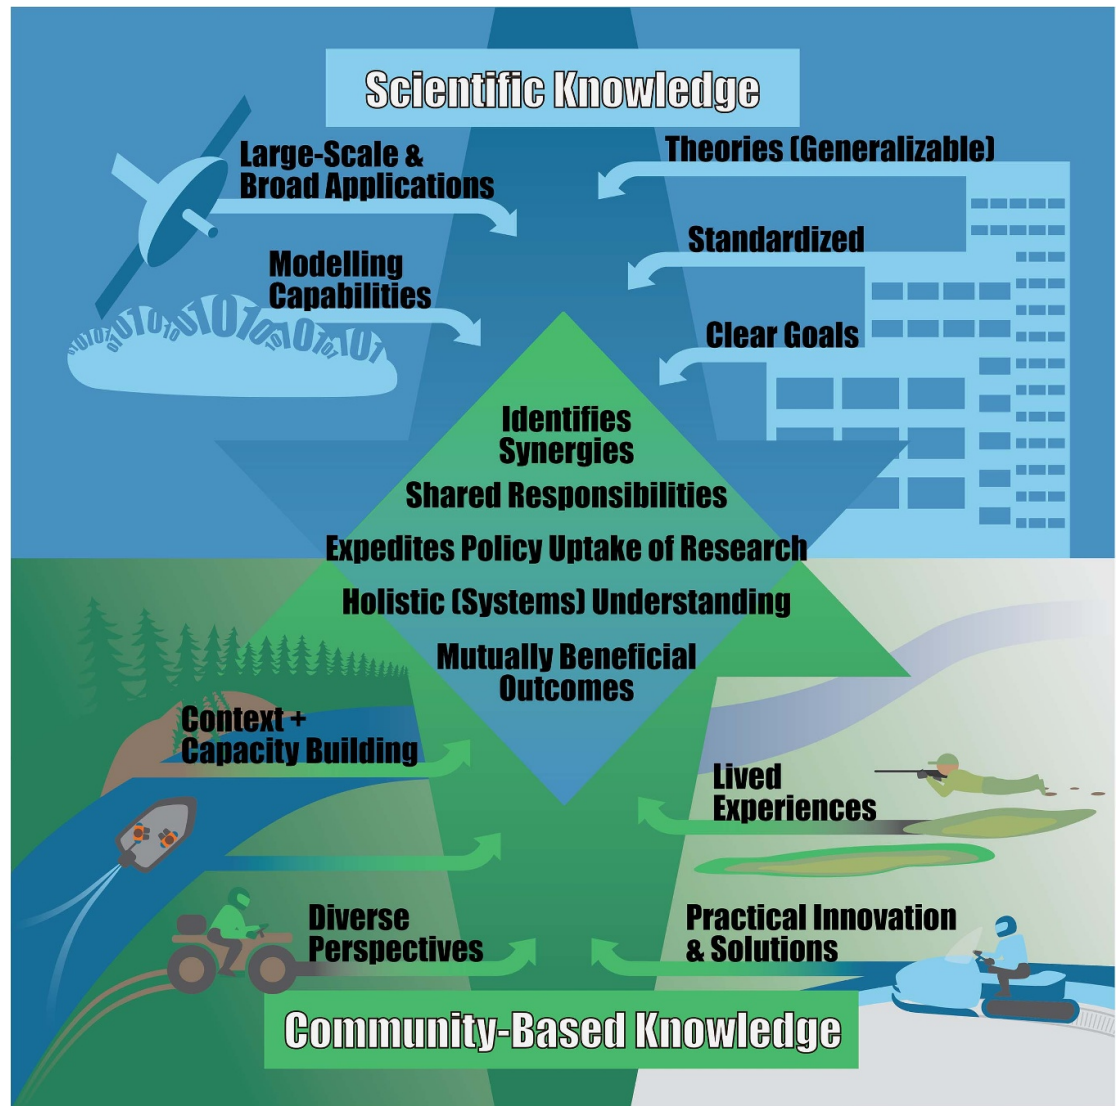 Scientific Knowledge
Large-Scale &
Broad Applications
Theories (Generalizable)
Modelling
Capabilities
Standardized
Clear Goals
Identifies
Synergies
Shared Responsibilities
Expedites Policy Uptake of Research
Holistic (Systems) Understanding
Mutually Beneficial
Outcomes
Context +
Capacity Building
Lived
Experiences
Diverse
Perspectives
Practical Innovation
& Solutions
Community-Based Knowledge